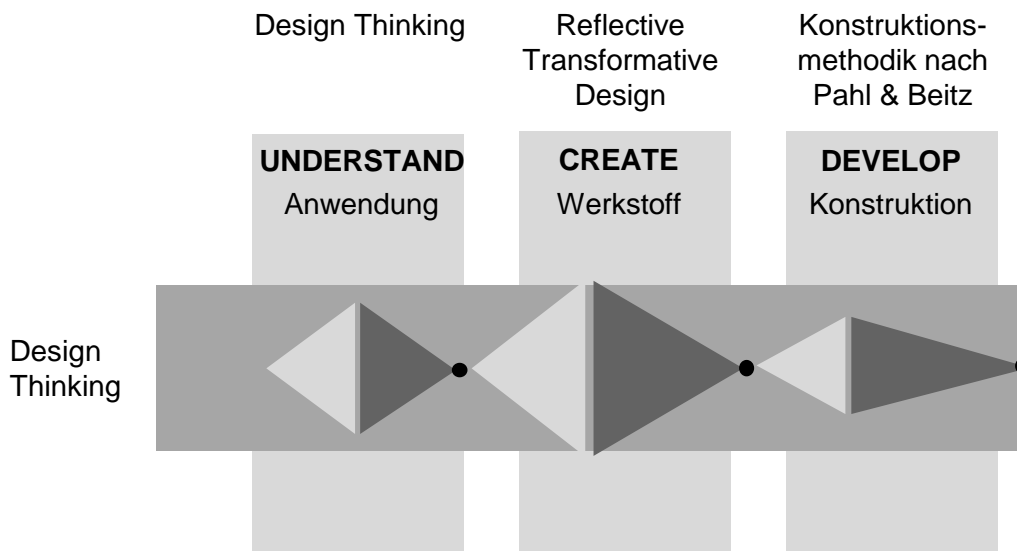 Design Thinking
Reflective
Transformative
Design
Konstruktions-
methodik nach
Pahl & Beitz
UNDERSTAND
Anwendung
CREATE
Werkstoff
DEVELOP
Konstruktion
Design
Thinking